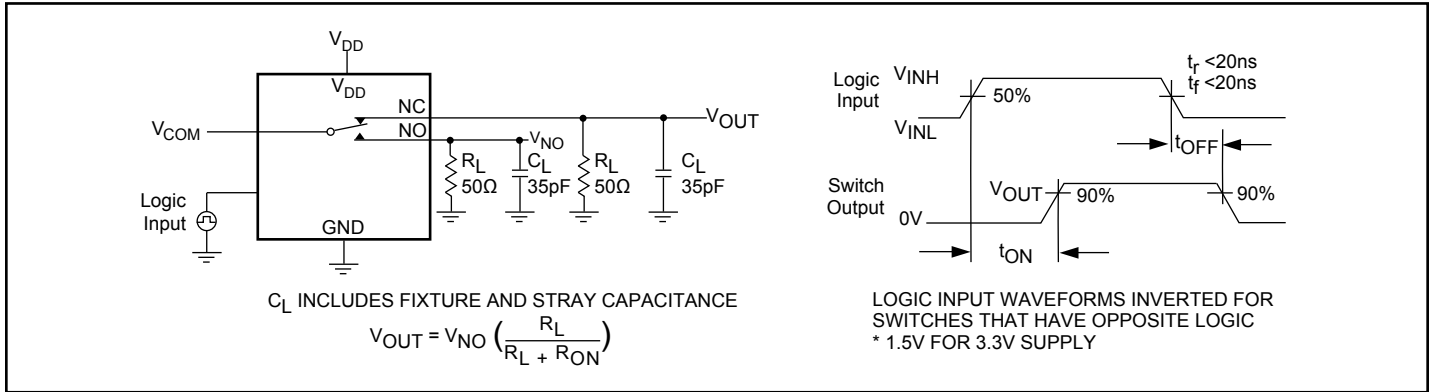 VDD
VDD
NC
NO
VCOM
VOUT
VNO
RL
50Ω
CL
35pF
RL
50Ω
CL
35pF
Logic
Input
GND
CL INCLUDES FIXTURE AND STRAY CAPACITANCE
VOUT = VNO (RL / RL + RON)
Logic
Input
VINH
VINL
50%
tr <20ns
tf <20ns
tOFF
Switch
Output
VOUT
0V
90%
90%
tON
LOGIC INPUT WAVEFORMS INVERTED FOR
SWITCHES THAT HAVE OPPOSITE LOGIC
* 1.5V FOR 3.3V SUPPLY